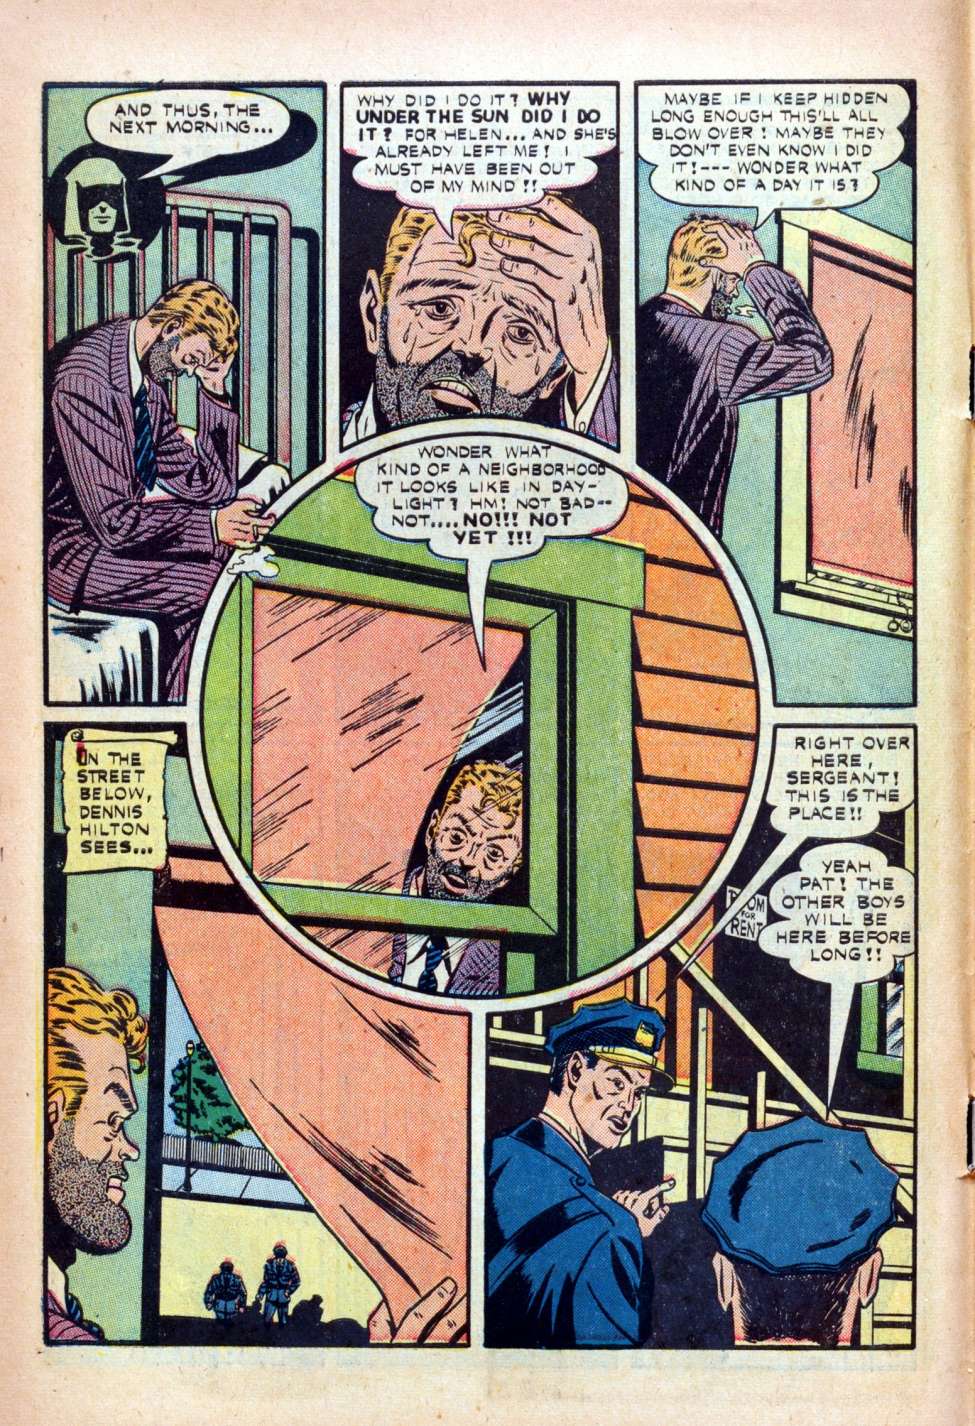 AND THUS, THE
NEXT MORNING...
WHY DID I DO IT? WHY
UNDER THE SUN DID I DO
IT? FOR HELEN... AND SHE'S
ALREADY LEFT ME! I
MUST HAVE BEEN OUT
OF MY MIND!!
MAYBE IF I KEEP HIDDEN
LONG ENOUGH THIS'LL ALL
BLOW OVER! MAYBE THEY
DON'T EVEN KNOW I DID
IT!--- WONDER WHAT
KIND OF A DAY IT IS?
WONDER WHAT
KIND OF A NEIGHBORHOOD
IT LOOKS LIKE IN DAY-
LIGHT? HM! NOT BAD--
NOT.... NO!!! NOT
YET!!!
IN THE
STREET
BELOW,
DENNIS
HILTON
SEES...
RIGHT OVER
HERE,
SERGEANT!
THIS IS THE
PLACE!!
YEAH
PAT! THE
OTHER BOYS
WILL BE
HERE BEFORE
LONG!!
ROOM
FOR
RENT